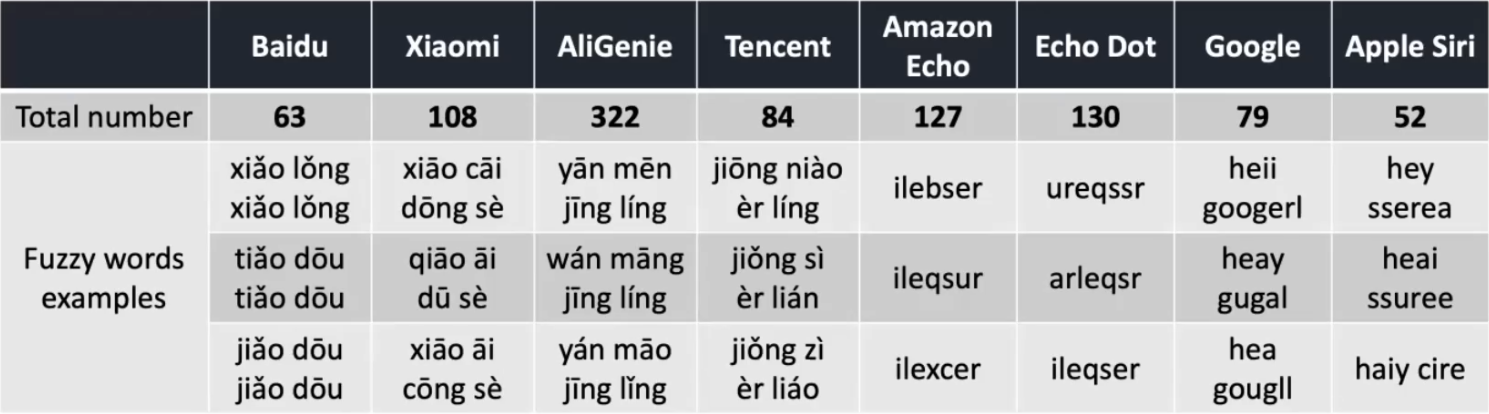 Baidu Xiaomi AliGenie Tencent Amazon Echo Echo Dot Google Apple Siri
Total number 63 108 322 84 127 130 79 52
Fuzzy words examples
xiǎo lǒng xiǎo lǒng xiāo cāi dōng sè yān mēn jīng líng jiōng niào èr líng ilebser ureqssr heii googerl hey sserea
tiǎo dōu tiǎo dōu qiāo āi dū sè wán māng jīng líng jiǒng sì èr lián ileqsur arleqsr heay gugal heai ssuree
jiǎo dōu jiǎo dōu xiāo āi cōng sè yán māo jīng lǐng jiǒng zì èr liáo ilexcer ileqser hea gougll haiy cire